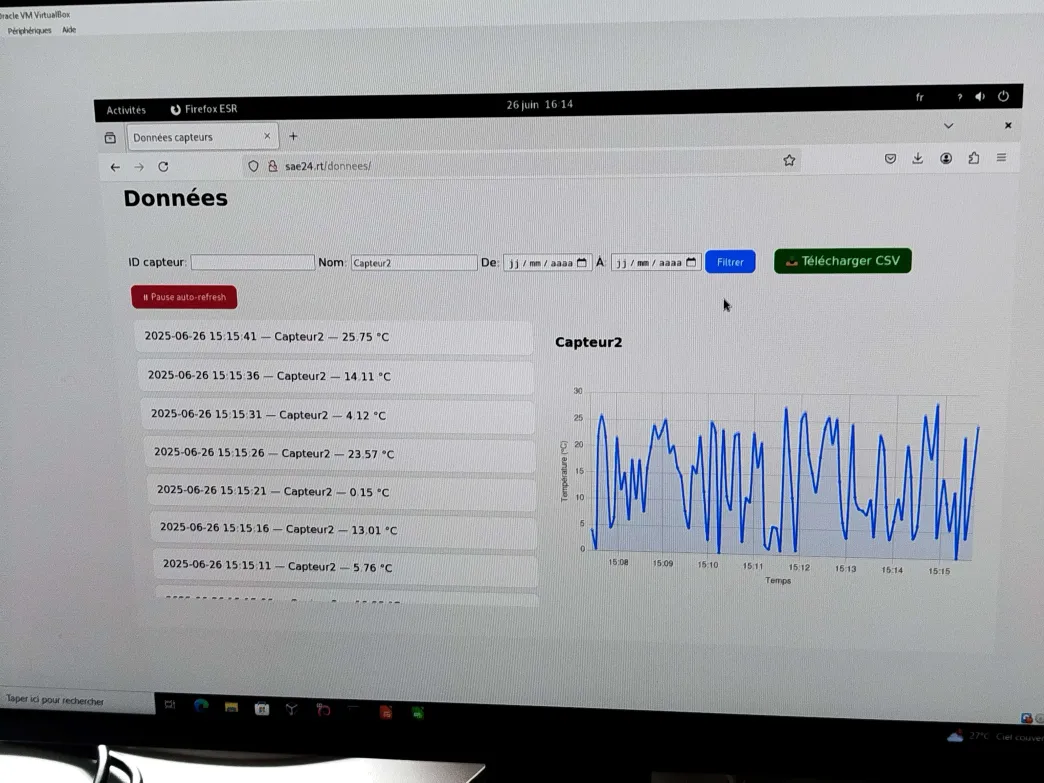 Oracle VM VirtualBox
Périphériques Aide
Activités Firefox ESR 26 juin 16:14 fr ?
Données capteurs
sae24.rt/donnees/
Données
ID capteur: Nom: Capteur2 De: jj/mm/aaaa À: jj/mm/aaaa Filtrer Télécharger CSV
Pause auto-refresh
2025-06-26 15:15:41 — Capteur2 — 25.75 °C
2025-06-26 15:15:36 — Capteur2 — 14.11 °C
2025-06-26 15:15:31 — Capteur2 — 4.12 °C
2025-06-26 15:15:26 — Capteur2 — 23.57 °C
2025-06-26 15:15:21 — Capteur2 — 0.15 °C
2025-06-26 15:15:16 — Capteur2 — 13.01 °C
2025-06-26 15:15:11 — Capteur2 — 5.76 °C
Capteur2
30
25
20
15
10
5
0
Température (°C)
15:08 15:09 15:10 15:11 15:12 15:13 15:14 15:15
Temps
Taper ici pour rechercher
27°C Ciel couver